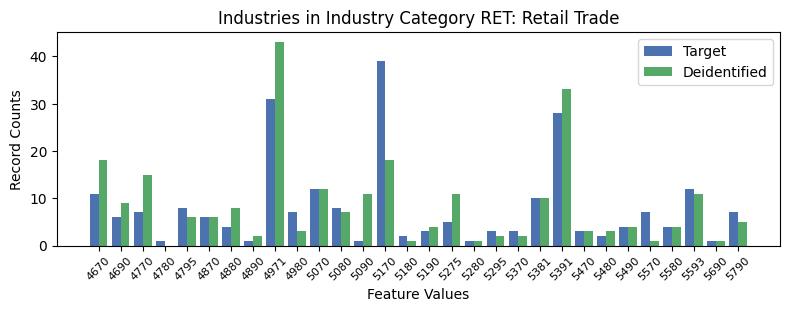 Industries in Industry Category RET: Retail Trade
Target
Deidentified
Record Counts
40
30
20
10
0
4670 4690 4770 4780 4795 4870 4880 4890 4971 4980 5070 5080 5090 5170 5180 5190 5275 5280 5295 5370 5381 5391 5470 5480 5490 5570 5580 5593 5690 5790
Feature Values